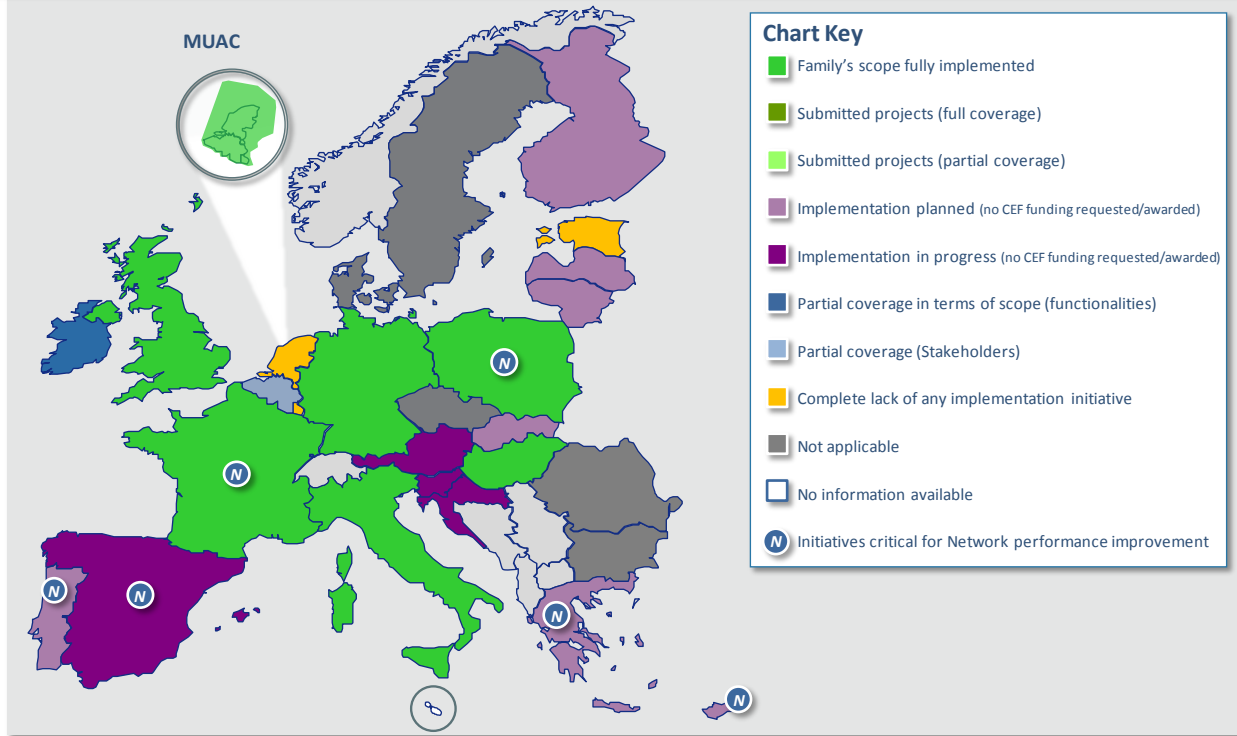 MUAC
N
N
N
N
N
N
Chart Key
Family's scope fully implemented
Submitted projects (full coverage)
Submitted projects (partial coverage)
Implementation planned (no CEF funding requested/awarded)
Implementation in progress (no CEF funding requested/awarded)
Partial coverage in terms of scope (functionalities)
Partial coverage (Stakeholders)
Complete lack of any implementation initiative
Not applicable
No information available
N Initiatives critical for Network performance improvement